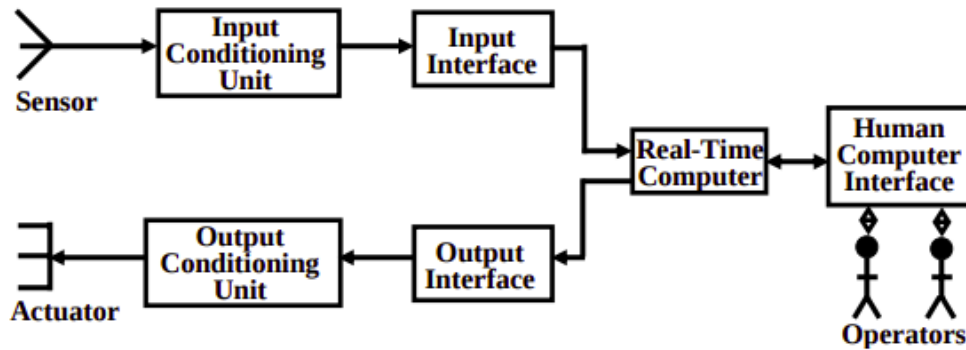 Sensor
Input
Conditioning
Unit
Input
Interface
Real-Time
Computer
Human
Computer
Interface
Operators
Output
Interface
Output
Conditioning
Unit
Actuator